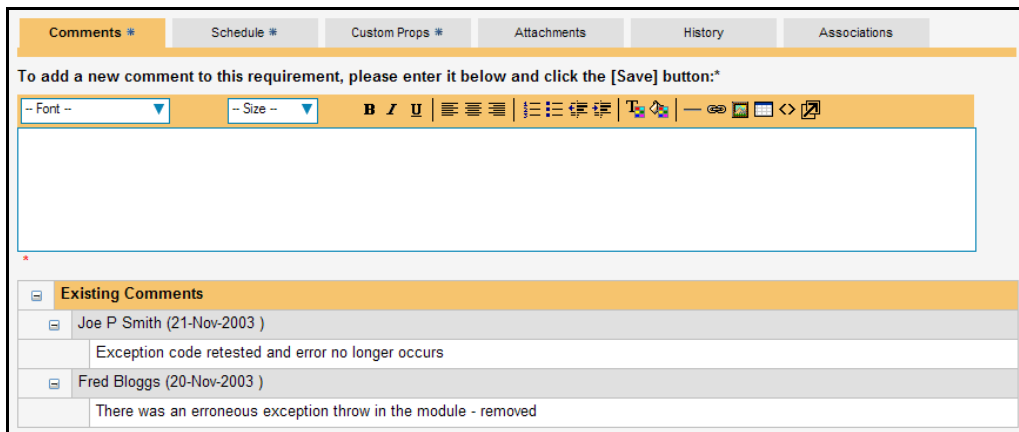 Comments * Schedule * Custom Props * Attachments History Associations
To add a new comment to this requirement, please enter it below and click the [Save] button:*
-- Font -- -- Size -- B I U T <>
*
Existing Comments
Joe P Smith (21-Nov-2003 )
Exception code retested and error no longer occurs
Fred Bloggs (20-Nov-2003 )
There was an erroneous exception throw in the module - removed